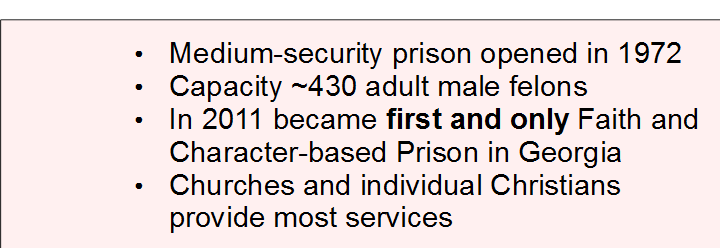 • Medium-security prison opened in 1972
• Capacity ~430 adult male felons
• In 2011 became first and only Faith and
Character-based Prison in Georgia
• Churches and individual Christians
provide most services